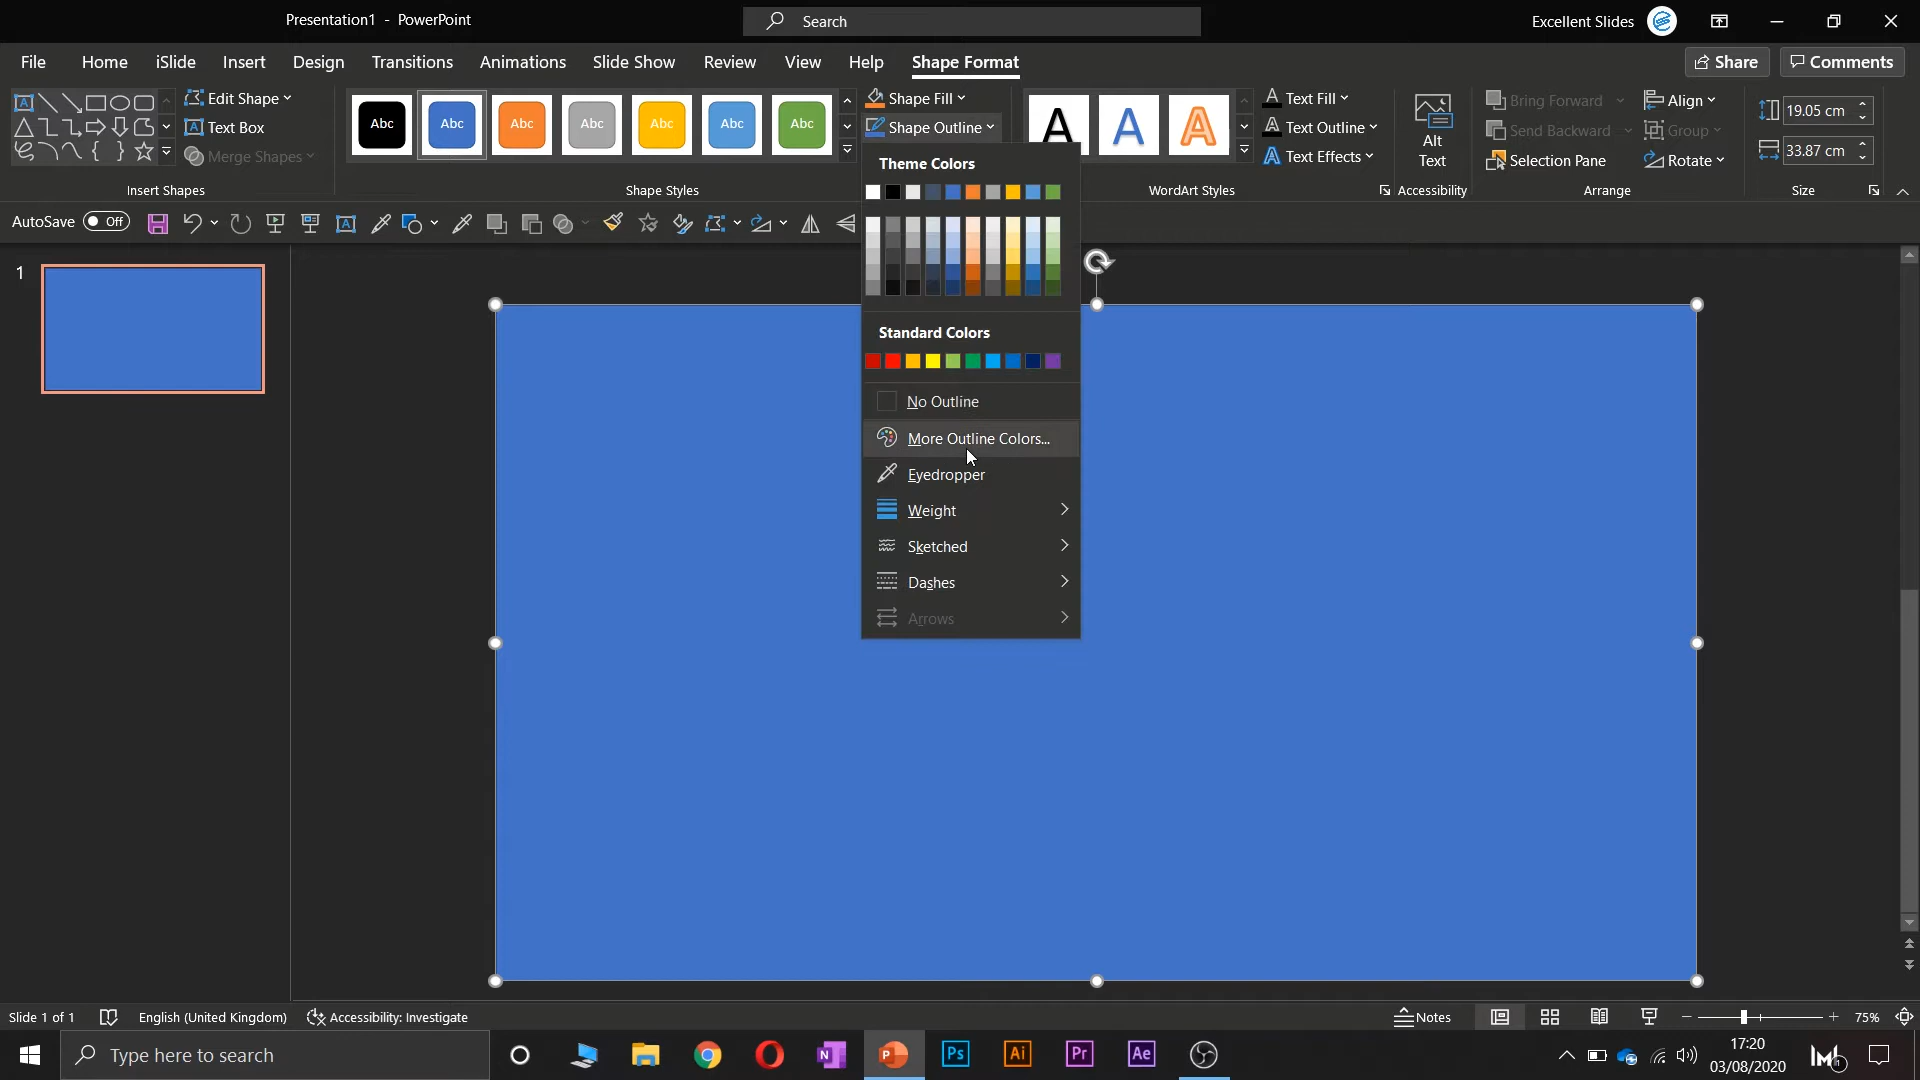 Presentation1 - PowerPoint
Search
Excellent Slides
File Home iSlide Insert Design Transitions Animations Slide Show Review View Help Shape Format
Share
Comments
Edit Shape
Text Box
Merge Shapes
Insert Shapes
Abc Abc Abc Abc Abc Abc Abc
Shape Styles
Shape Fill
Shape Outline
A A A
Text Fill
Text Outline
Text Effects
WordArt Styles
Alt
Text
Accessibility
Bring Forward
Send Backward
Selection Pane
Align
Group
Rotate
Arrange
19.05 cm
33.87 cm
Size
AutoSave Off
Theme Colors
Standard Colors
No Outline
More Outline Colors...
Eyedropper
Weight
Sketched
Dashes
Arrows
1
Slide 1 of 1
English (United Kingdom)
Accessibility: Investigate
Notes
75%
Type here to search
N
P
Ps
Ai
Pr
Ae
17:20
03/08/2020